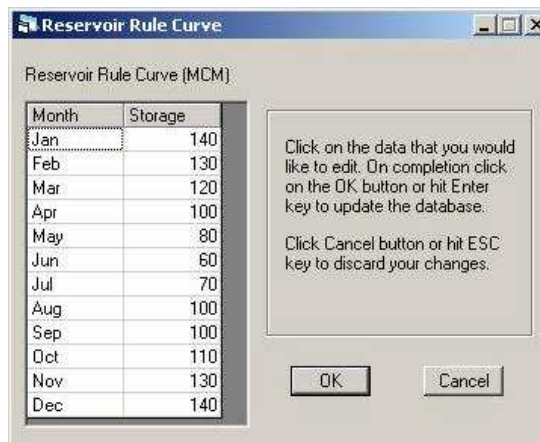 Reservoir Rule Curve
Reservoir Rule Curve (MCM)
Month Storage
Jan 140
Feb 130
Mar 120
Apr 100
May 80
Jun 60
Jul 70
Aug 100
Sep 100
Oct 110
Nov 130
Dec 140
Click on the data that you would
like to edit. On completion click
on the OK button or hit Enter
key to update the database.
Click Cancel button or hit ESC
key to discard your changes.
OK Cancel